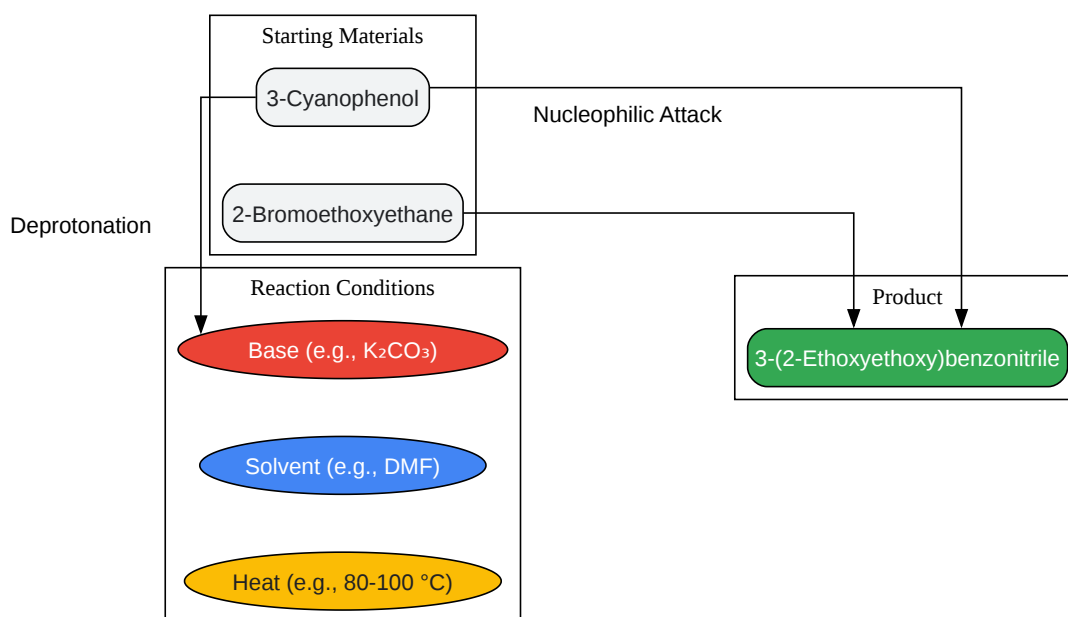 Starting Materials
3-Cyanophenol
Nucleophilic Attack
2-Bromoethoxyethane
Deprotonation
Reaction Conditions
Product
Base (e.g., K₂CO₃)
3-(2-Ethoxyethoxy)benzonitrile
Solvent (e.g., DMF)
Heat (e.g., 80-100 °C)